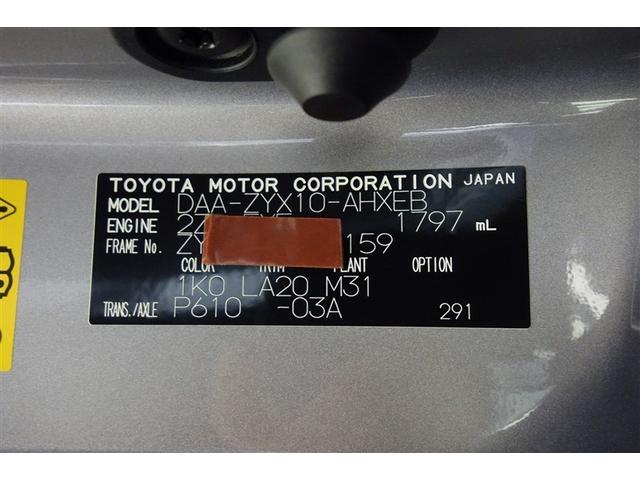 TOYOTA MOTOR CORPORATION JAPAN
MODEL DAA-ZYX10-AHXEB
ENGINE 1797 mL
FRAME No. ZY 159
COLOR TRIM PLANT OPTION
1K0 LA20 M31
TRANS./AXLE P610 -03A 291